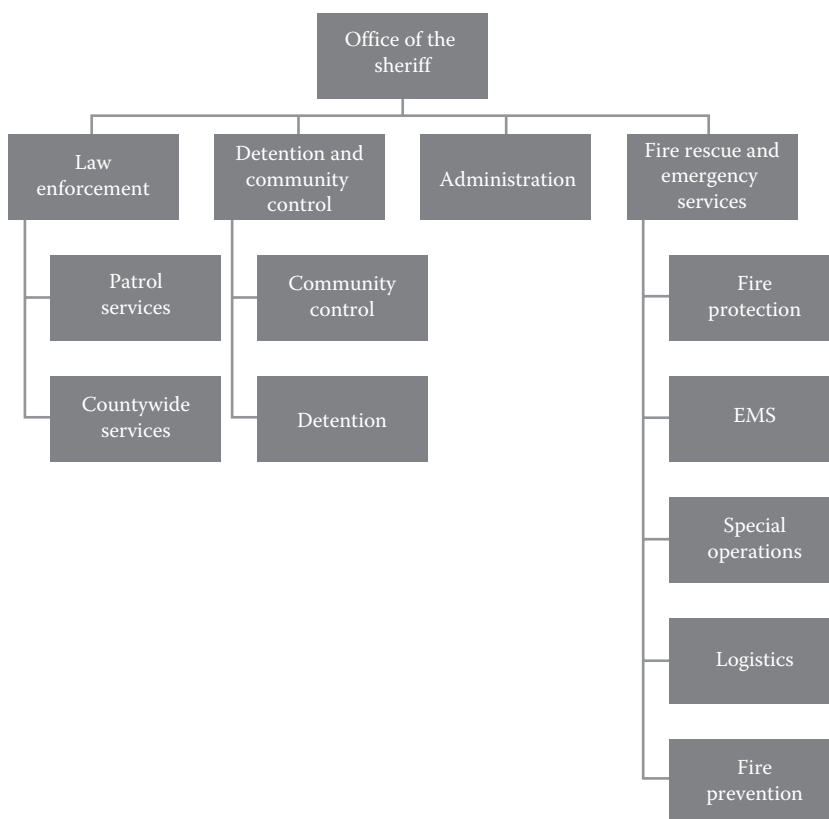 Office of the
sheriff
Law
enforcement
Detention and
community
control
Administration
Fire rescue and
emergency
services
Patrol
services
Community
control
Fire
protection
Countywide
services
Detention
EMS
Special
operations
Logistics
Fire
prevention